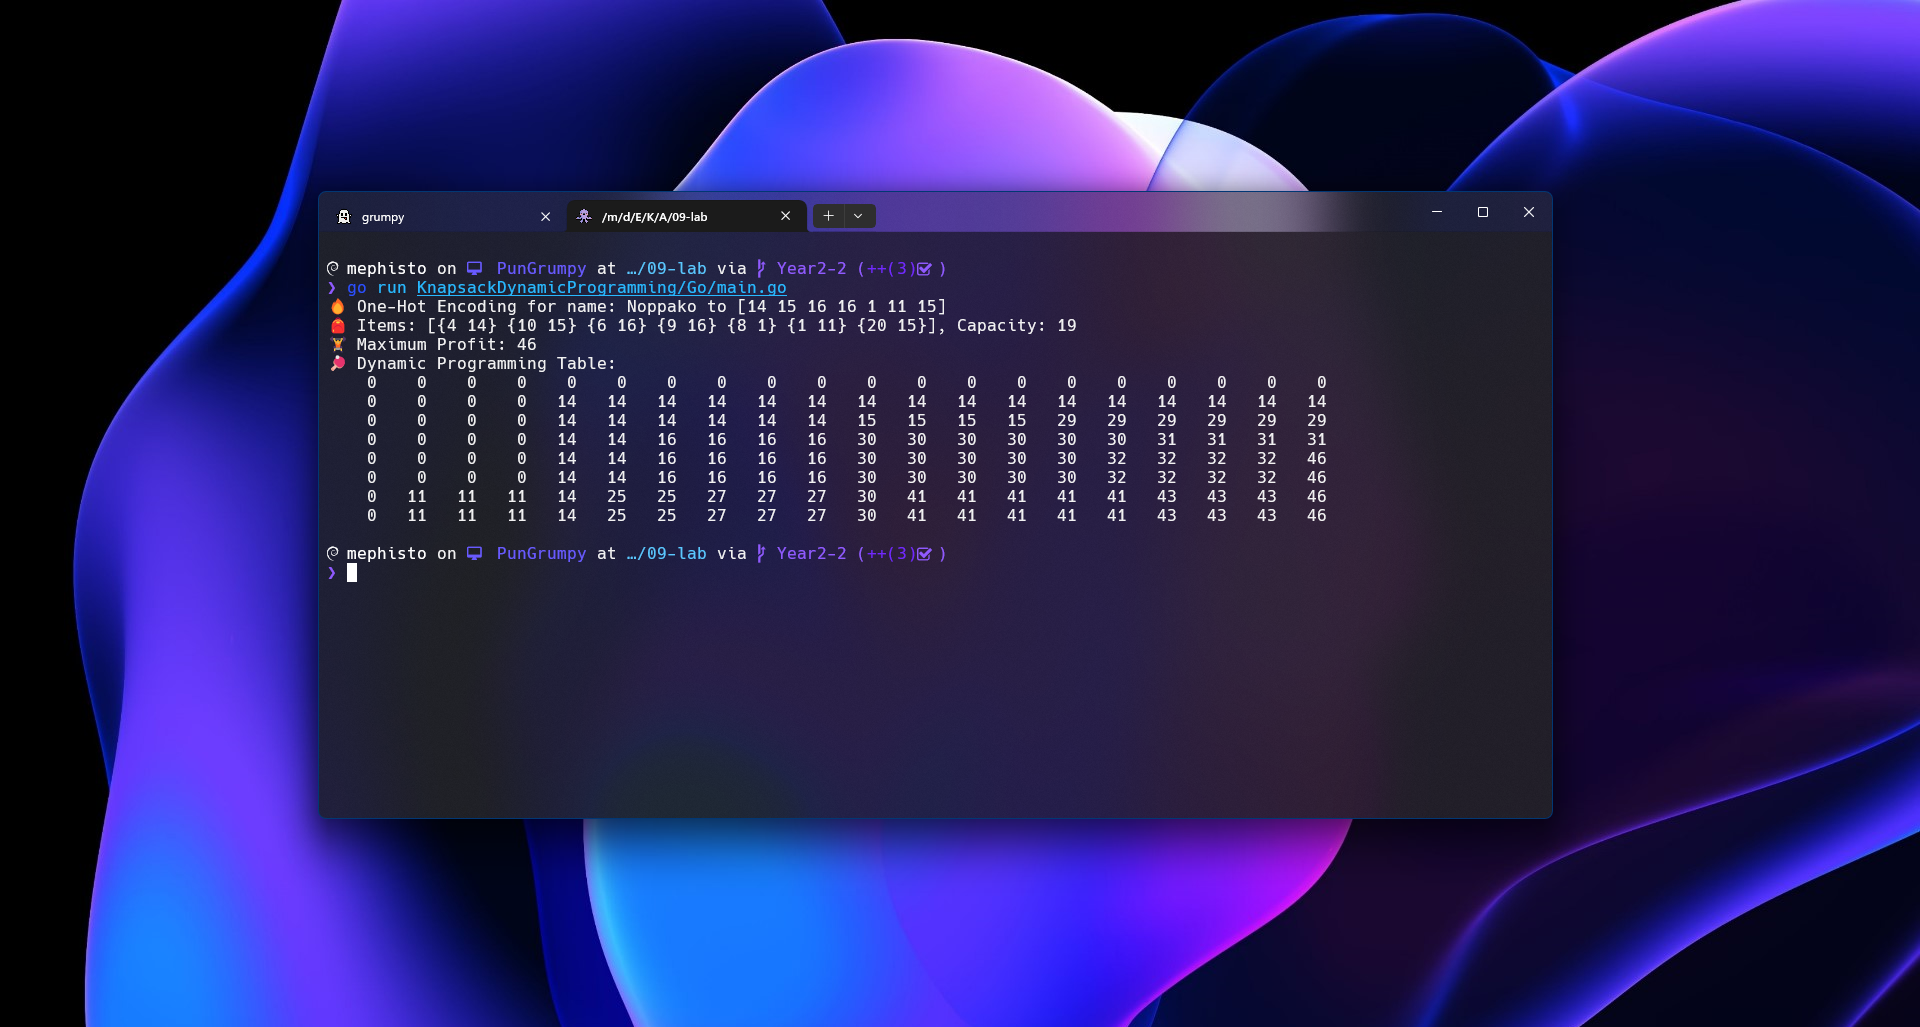 grumpy
/m/d/E/K/A/09-lab
mephisto on PunGrumpy at …/09-lab via Year2-2 (++(3) )
❯ go run KnapsackDynamicProgramming/Go/main.go
One-Hot Encoding for name: Noppako to [14 15 16 16 1 11 15]
Items: [{4 14} {10 15} {6 16} {9 16} {8 1} {1 11} {20 15}], Capacity: 19
Maximum Profit: 46
Dynamic Programming Table:
0 0 0 0 0 0 0 0 0 0 0 0 0 0 0 0 0 0 0 0
0 0 0 0 14 14 14 14 14 14 14 14 14 14 14 14 14 14 14 14
0 0 0 0 14 14 14 14 14 14 15 15 15 15 29 29 29 29 29 29
0 0 0 0 14 14 16 16 16 16 30 30 30 30 30 30 31 31 31 31
0 0 0 0 14 14 16 16 16 16 30 30 30 30 30 32 32 32 32 46
0 0 0 0 14 14 16 16 16 16 30 30 30 30 30 32 32 32 32 46
0 11 11 11 14 25 25 27 27 27 30 41 41 41 41 41 43 43 43 46
0 11 11 11 14 25 25 27 27 27 30 41 41 41 41 41 43 43 43 46
mephisto on PunGrumpy at …/09-lab via Year2-2 (++(3) )
❯